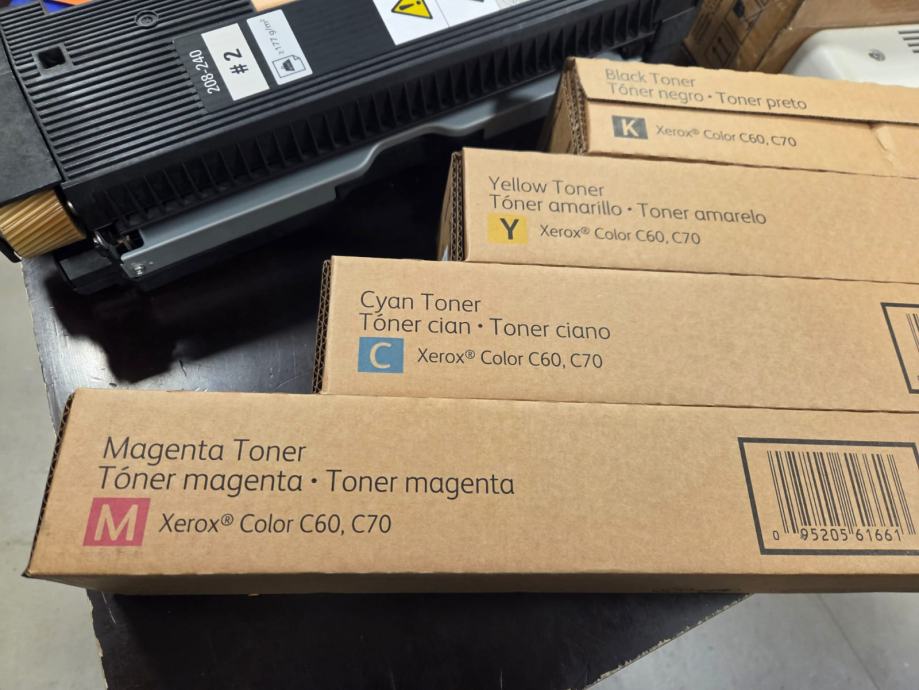 208-240
#2
≥177 g/m²
Black Toner
Tóner negro • Toner preto
K Xerox® Color C60, C70
Yellow Toner
Tóner amarillo • Toner amarelo
Y Xerox® Color C60, C70
Cyan Toner
Tóner cian • Toner ciano
C Xerox® Color C60, C70
Magenta Toner
Tóner magenta • Toner magenta
M Xerox® Color C60, C70
0 95205 61661